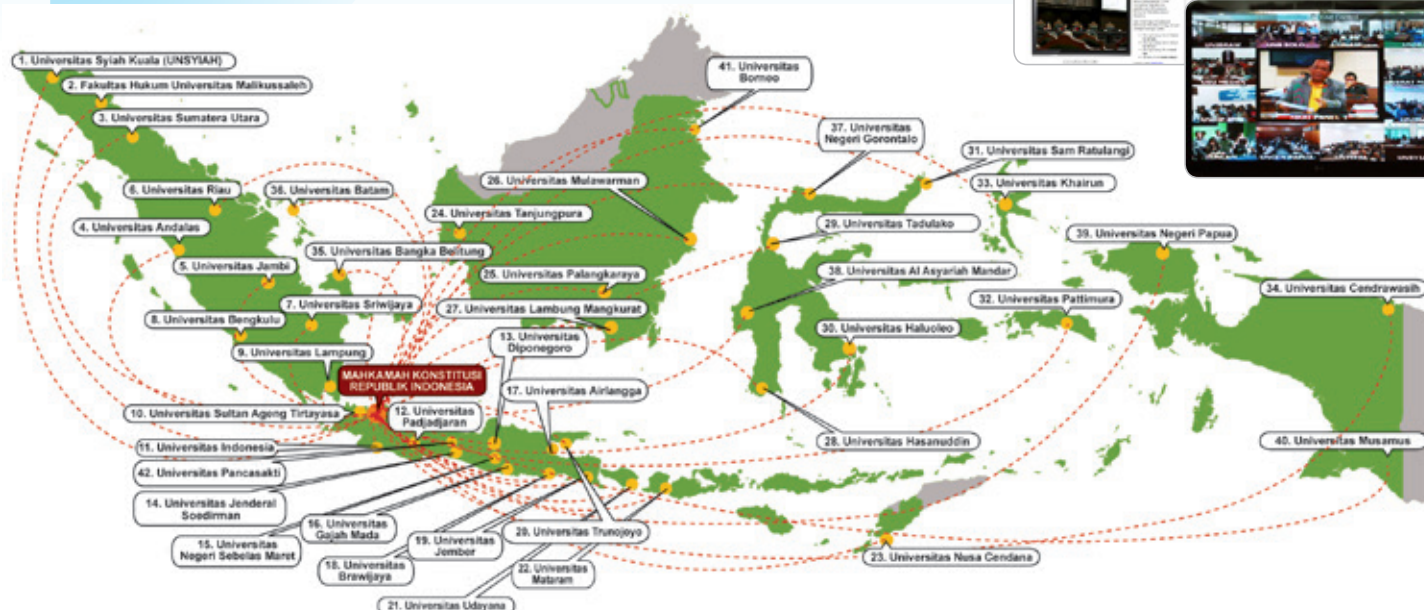 1. Universitas Syiah Kuala (UNSYIAH)
2. Fakultas Hukum Universitas Malikussaleh
3. Universitas Sumatera Utara
6. Universitas Riau
36. Universitas Batam
4. Universitas Andalas
5. Universitas Jambi
35. Universitas Bangka Belitung
7. Universitas Sriwijaya
8. Universitas Bengkulu
9. Universitas Lampung
MAHKAMAH KONSTITUSI
REPUBLIK INDONESIA
10. Universitas Sultan Ageng Tirtayasa
12. Universitas
Padjadjaran
11. Universitas Indonesia
42. Universitas Pancasakti
14. Universitas Jenderal
Soedirman
15. Universitas
Negeri Sebelas Maret
16. Universitas
Gajah Mada
18. Universitas
Brawijaya
19. Universitas
Jember
21. Universitas Udayana
22. Universitas
Mataram
20. Universitas Trunojoyo
13. Universitas
Diponegoro
17. Universitas Airlangga
41. Universitas
Borneo
26. Universitas Mulawarman
24. Universitas Tanjungpura
25. Universitas Palangkaraya
27. Universitas Lambung Mangkurat
37. Universitas
Negeri Gorontalo
31. Universitas Sam Ratulangi
33. Universitas Khairun
29. Universitas Tadulako
38. Universitas Al Asyariah Mandar
30. Universitas Haluoleo
28. Universitas Hasanuddin
32. Universitas Pattimura
39. Universitas Negeri Papua
34. Universitas Cendrawasih
40. Universitas Musamus
23. Universitas Nusa Cendana